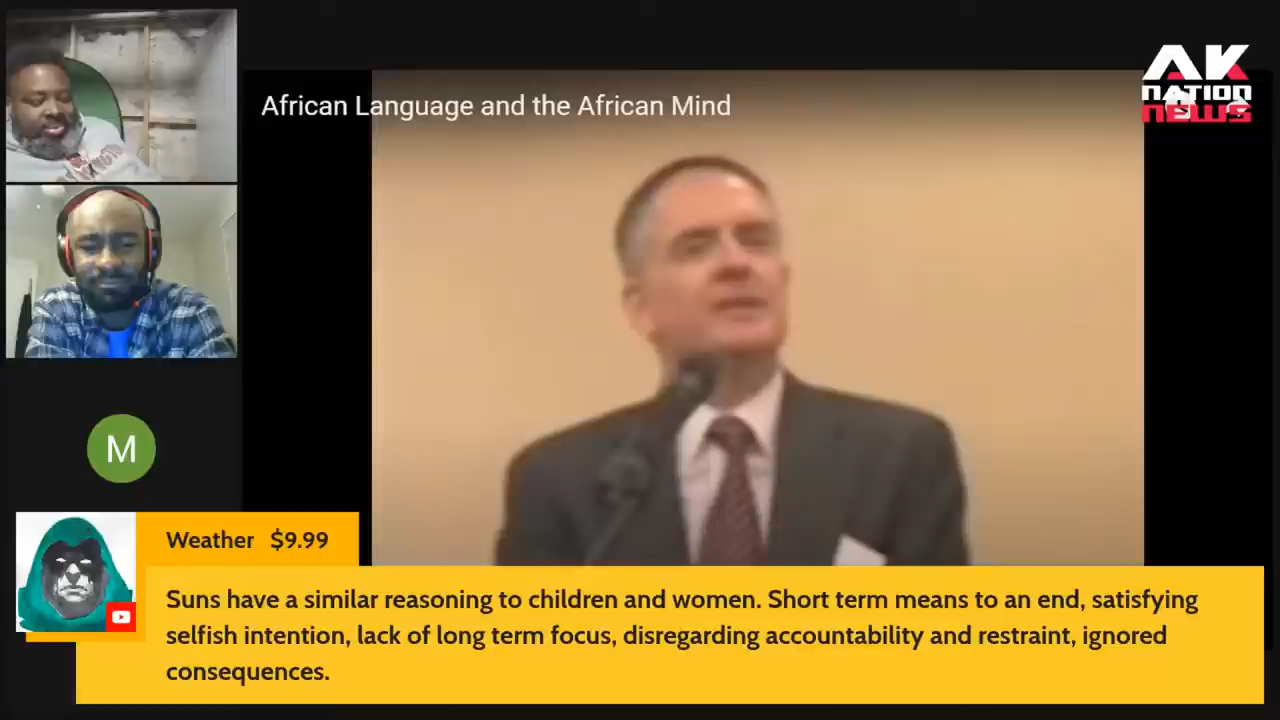 African Language and the African Mind
AK
NATION
NEWS
M
Weather $9.99
Suns have a similar reasoning to children and women. Short term means to an end, satisfying
selfish intention, lack of long term focus, disregarding accountability and restraint, ignored
consequences.